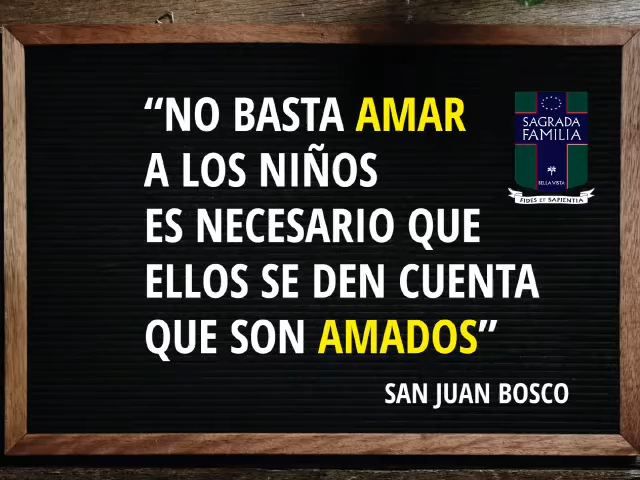 “NO BASTA AMAR
A LOS NIÑOS
ES NECESARIO QUE
ELLOS SE DEN CUENTA
QUE SON AMADOS”
SAN JUAN BOSCO
SAGRADA
FAMILIA
BELLA VISTA
FIDES ET SAPIENTIA